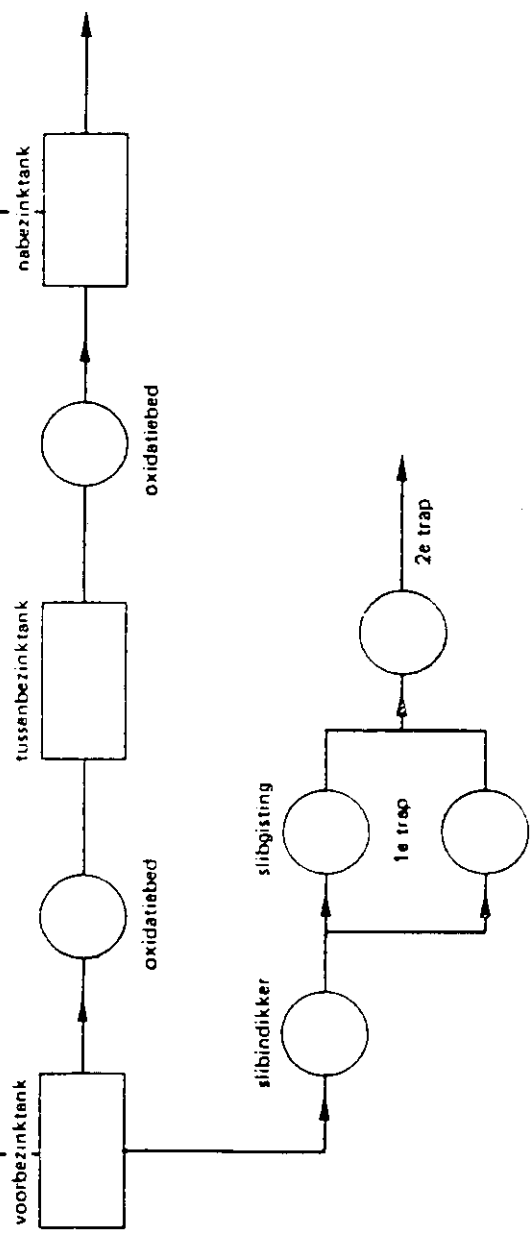 voorbezinktank
oxidatiebed
tussenbezinktank
oxidatiebed
nabezinktank
slibindikker
slibgisting
1e trap
2e trap